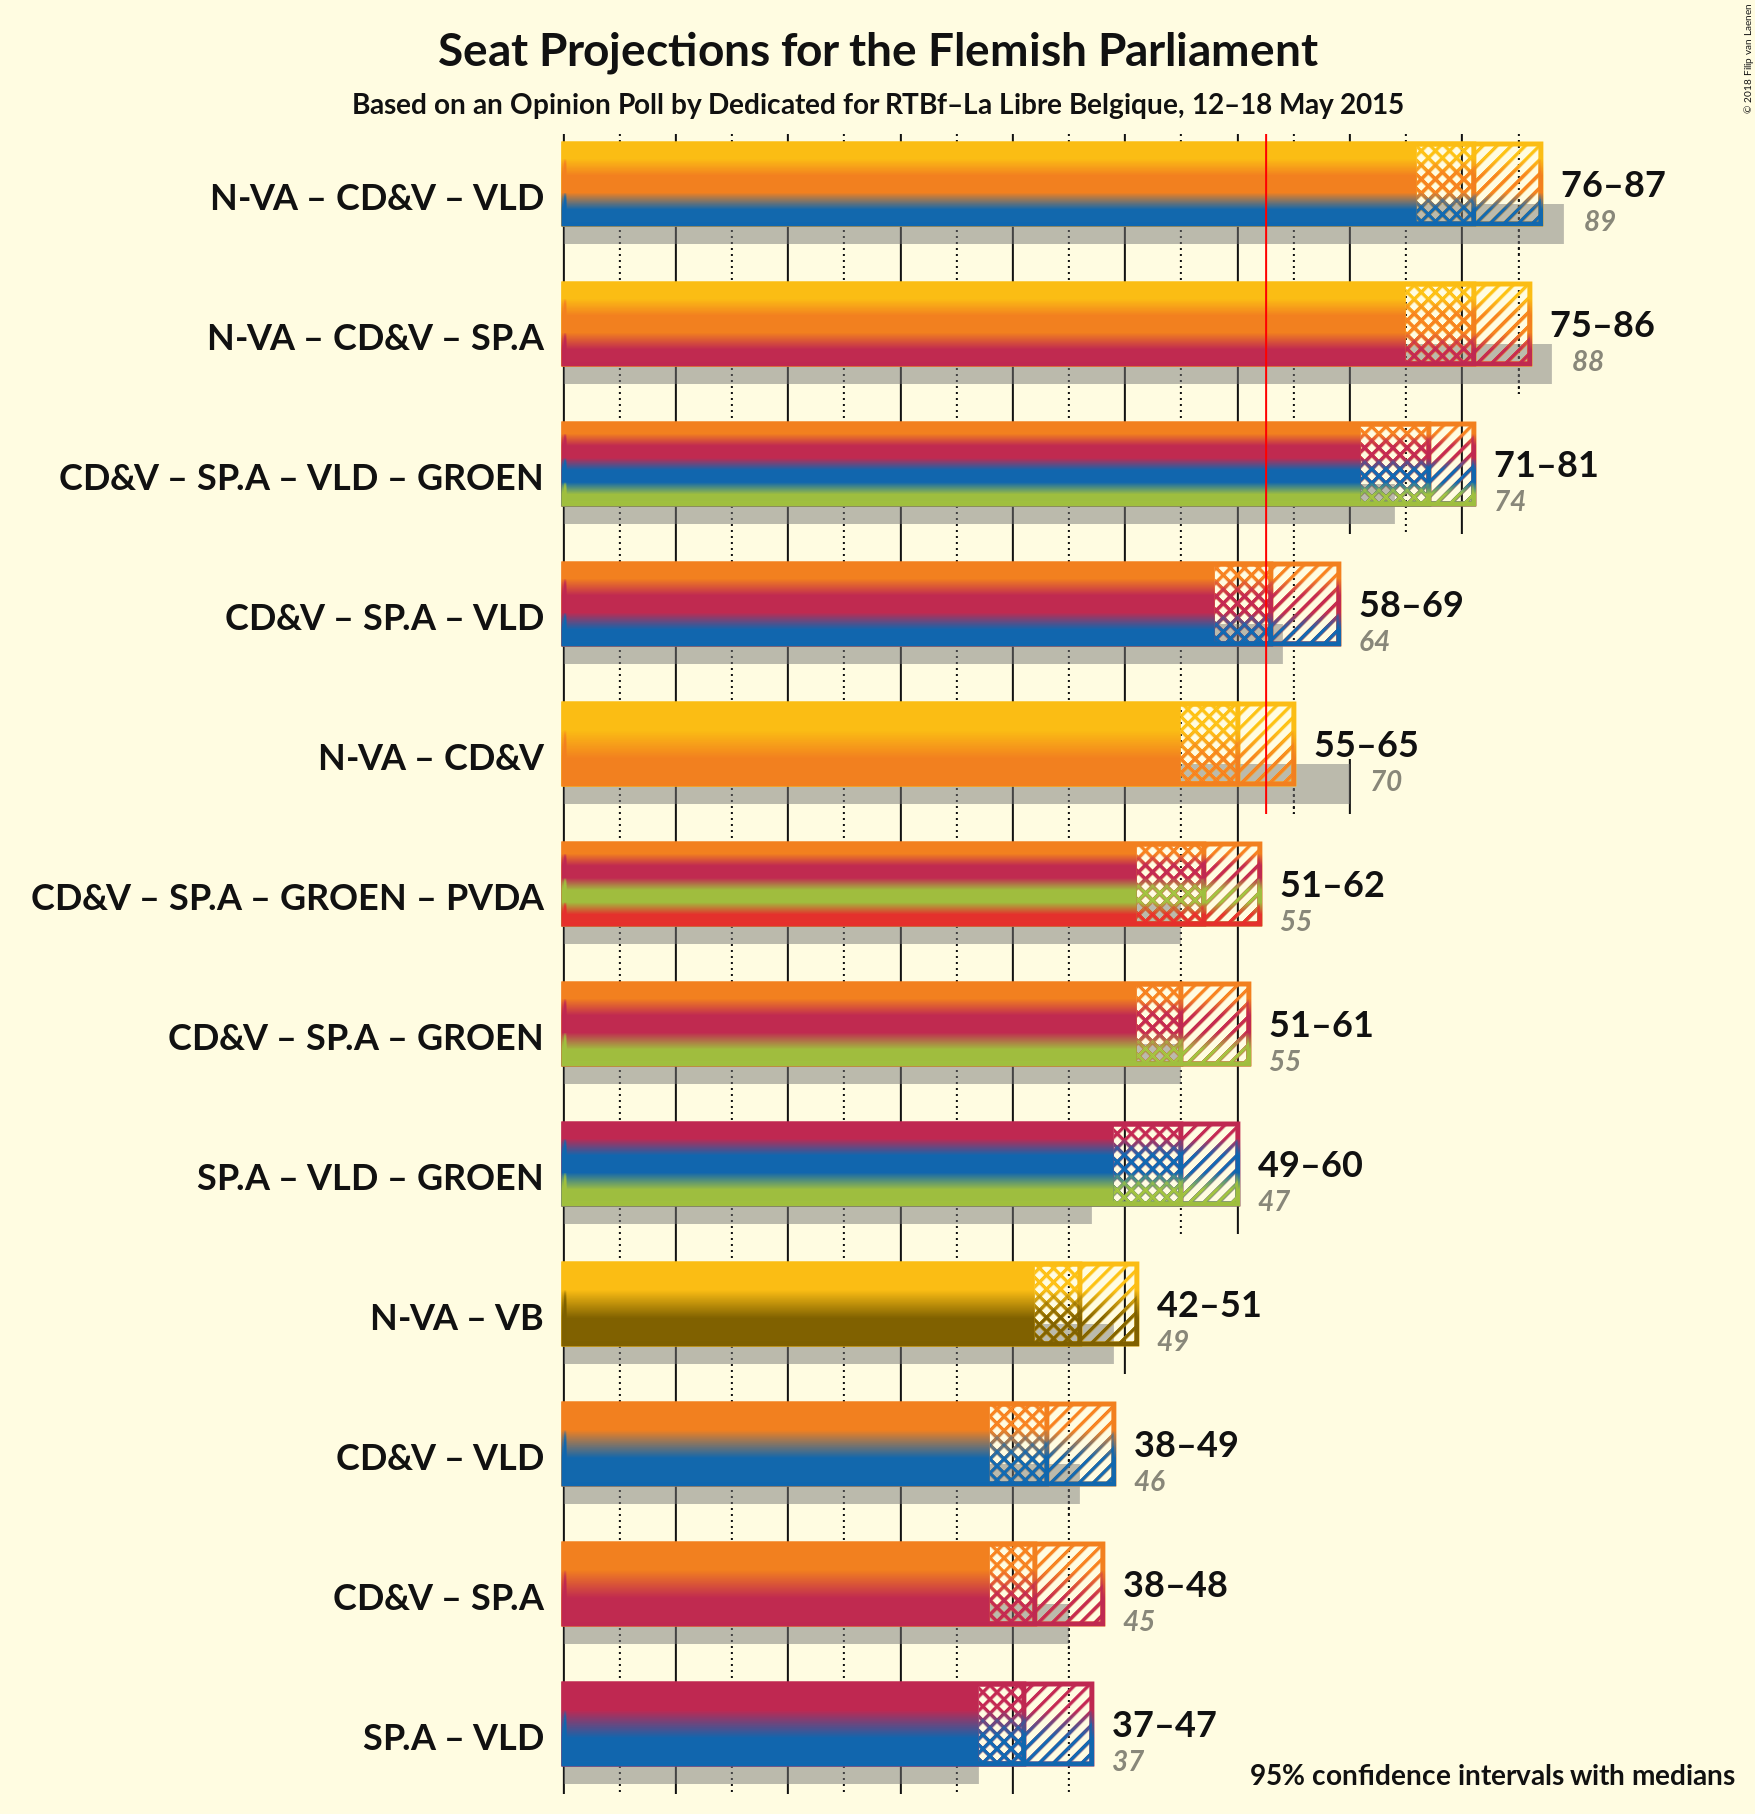 Seat Projections for the Flemish Parliament
Based on an Opinion Poll by Dedicated for RTBf–La Libre Belgique, 12–18 May 2015
© 2018 Filip van Laenen
N-VA – CD&V – VLD
76–87
89
N-VA – CD&V – SP.A
75–86
88
CD&V – SP.A – VLD – GROEN
71–81
74
CD&V – SP.A – VLD
58–69
64
N-VA – CD&V
55–65
70
CD&V – SP.A – GROEN – PVDA
51–62
55
CD&V – SP.A – GROEN
51–61
55
SP.A – VLD – GROEN
49–60
47
N-VA – VB
42–51
49
CD&V – VLD
38–49
46
CD&V – SP.A
38–48
45
SP.A – VLD
37–47
37
95% confidence intervals with medians